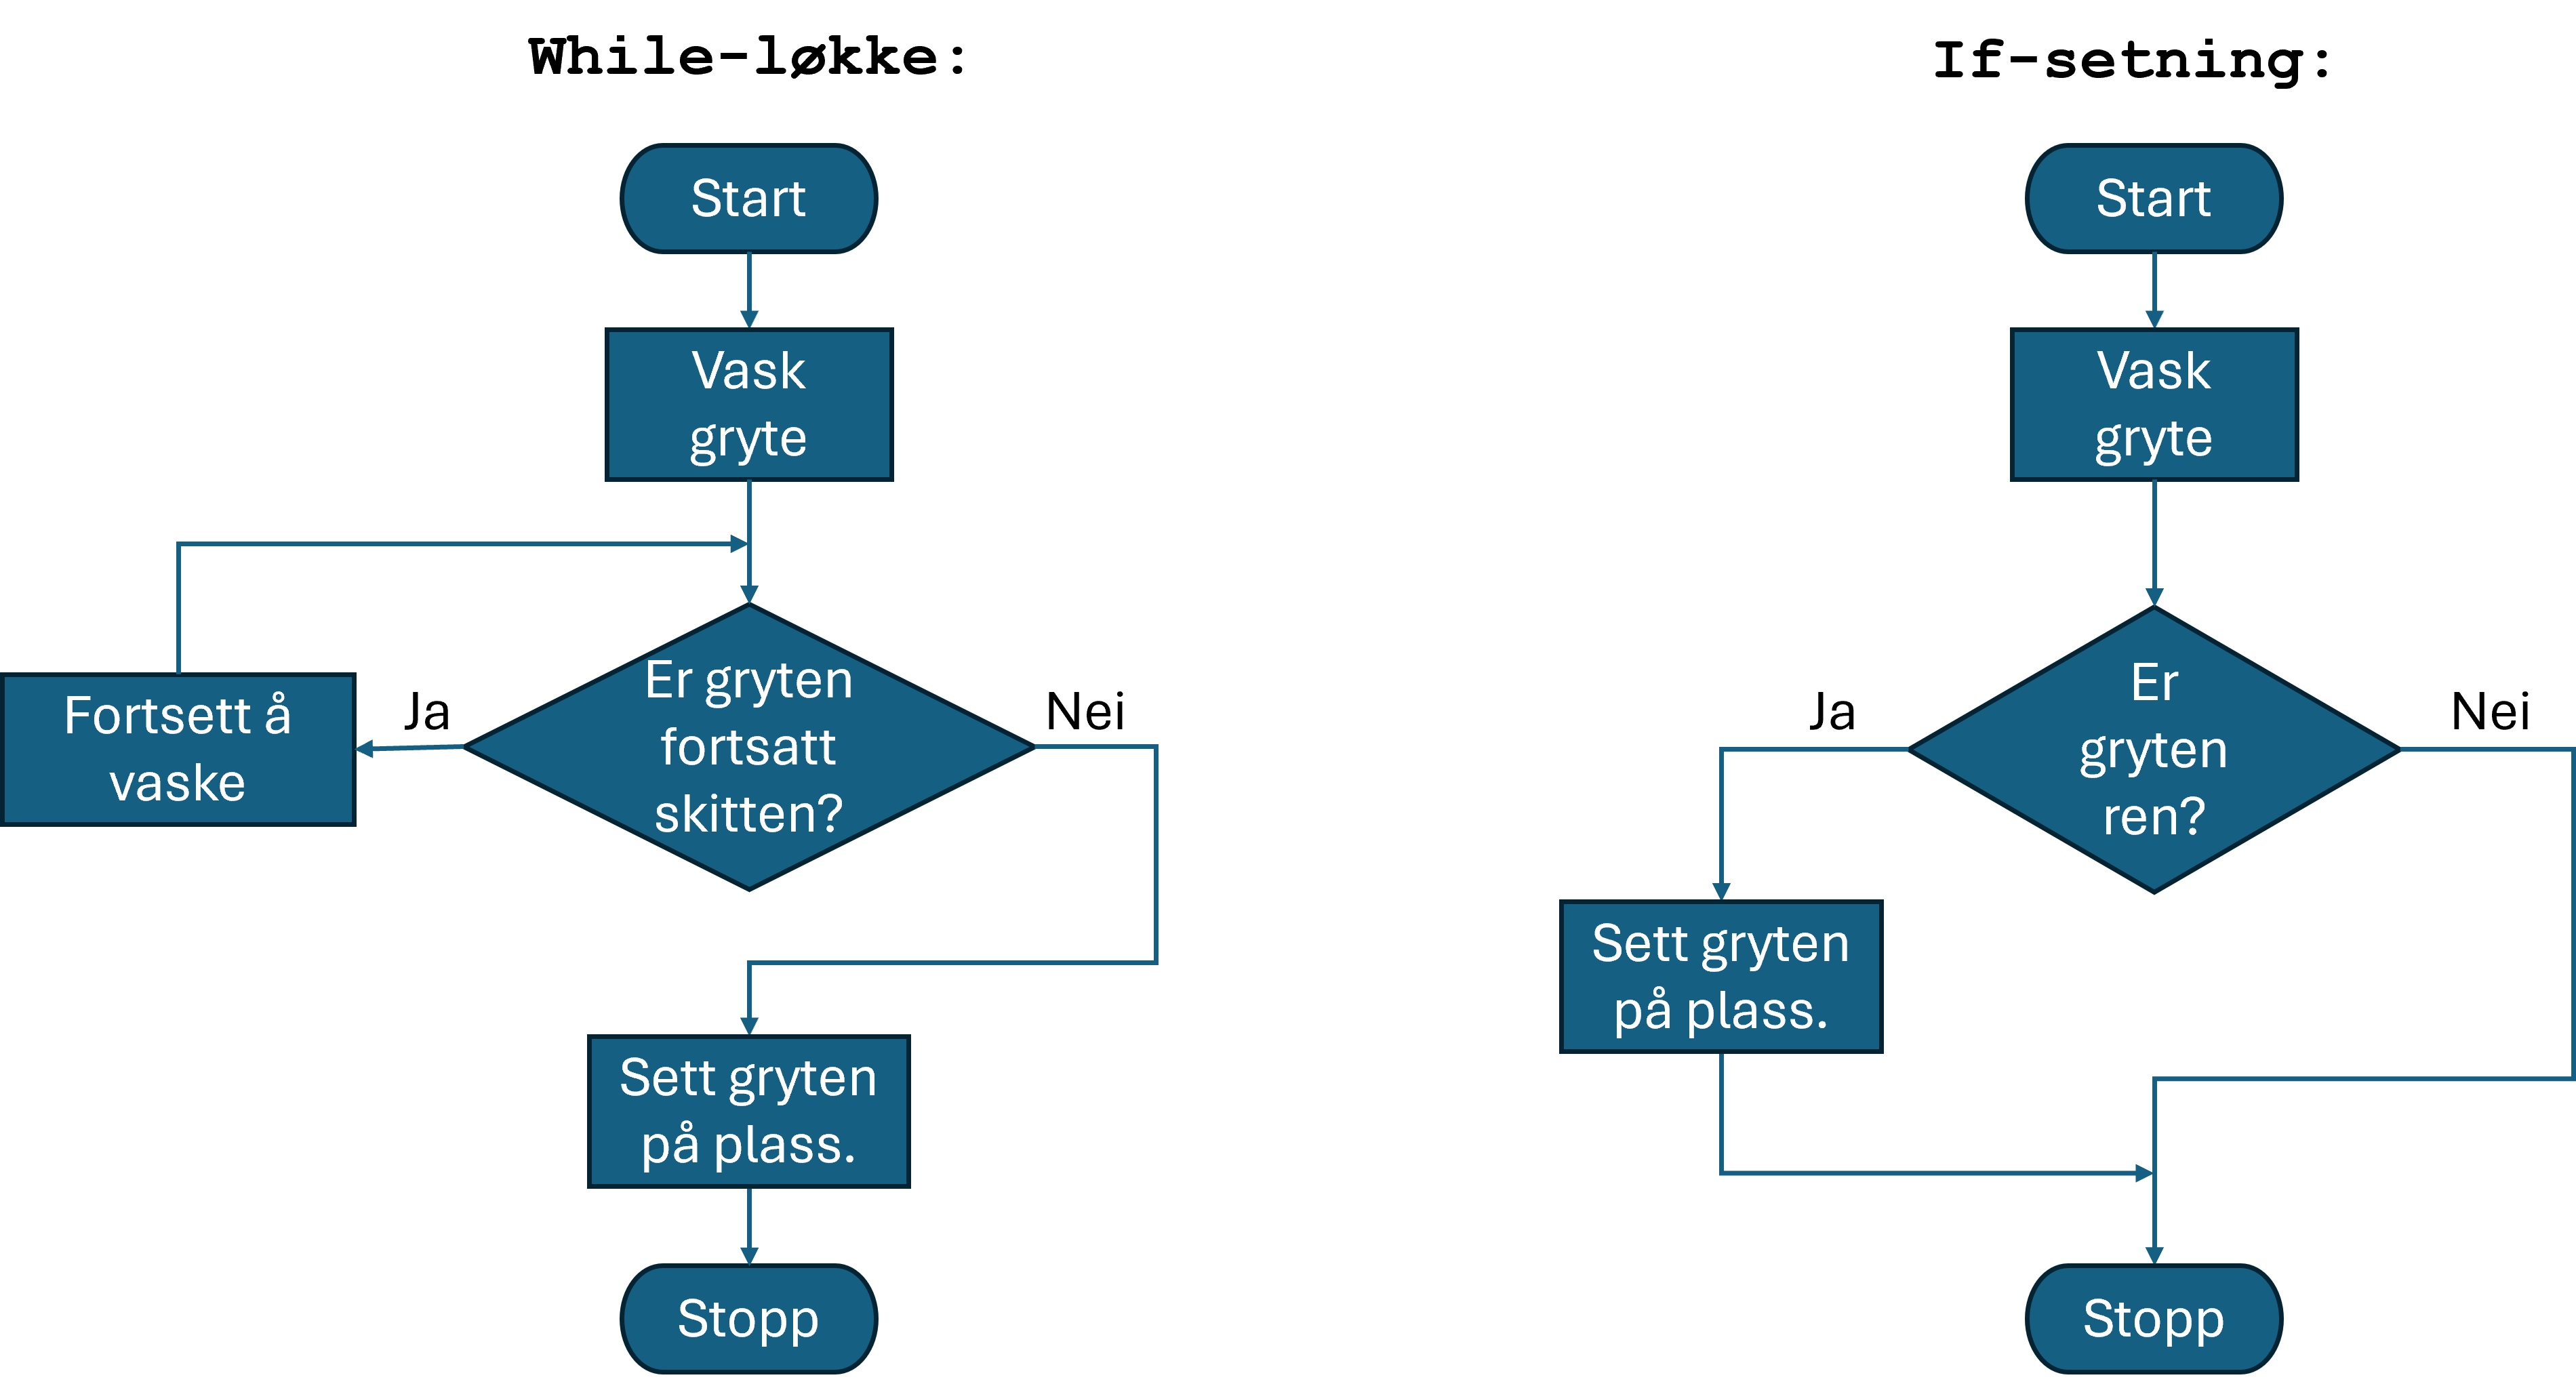 While-løkke:
Start
Vask
gryte
Er gryten
fortsatt
skitten?
Ja
Nei
Fortsett å
vaske
Sett gryten
på plass.
Stopp
If-setning:
Start
Vask
gryte
Er
gryten
ren?
Ja
Nei
Sett gryten
på plass.
Stopp